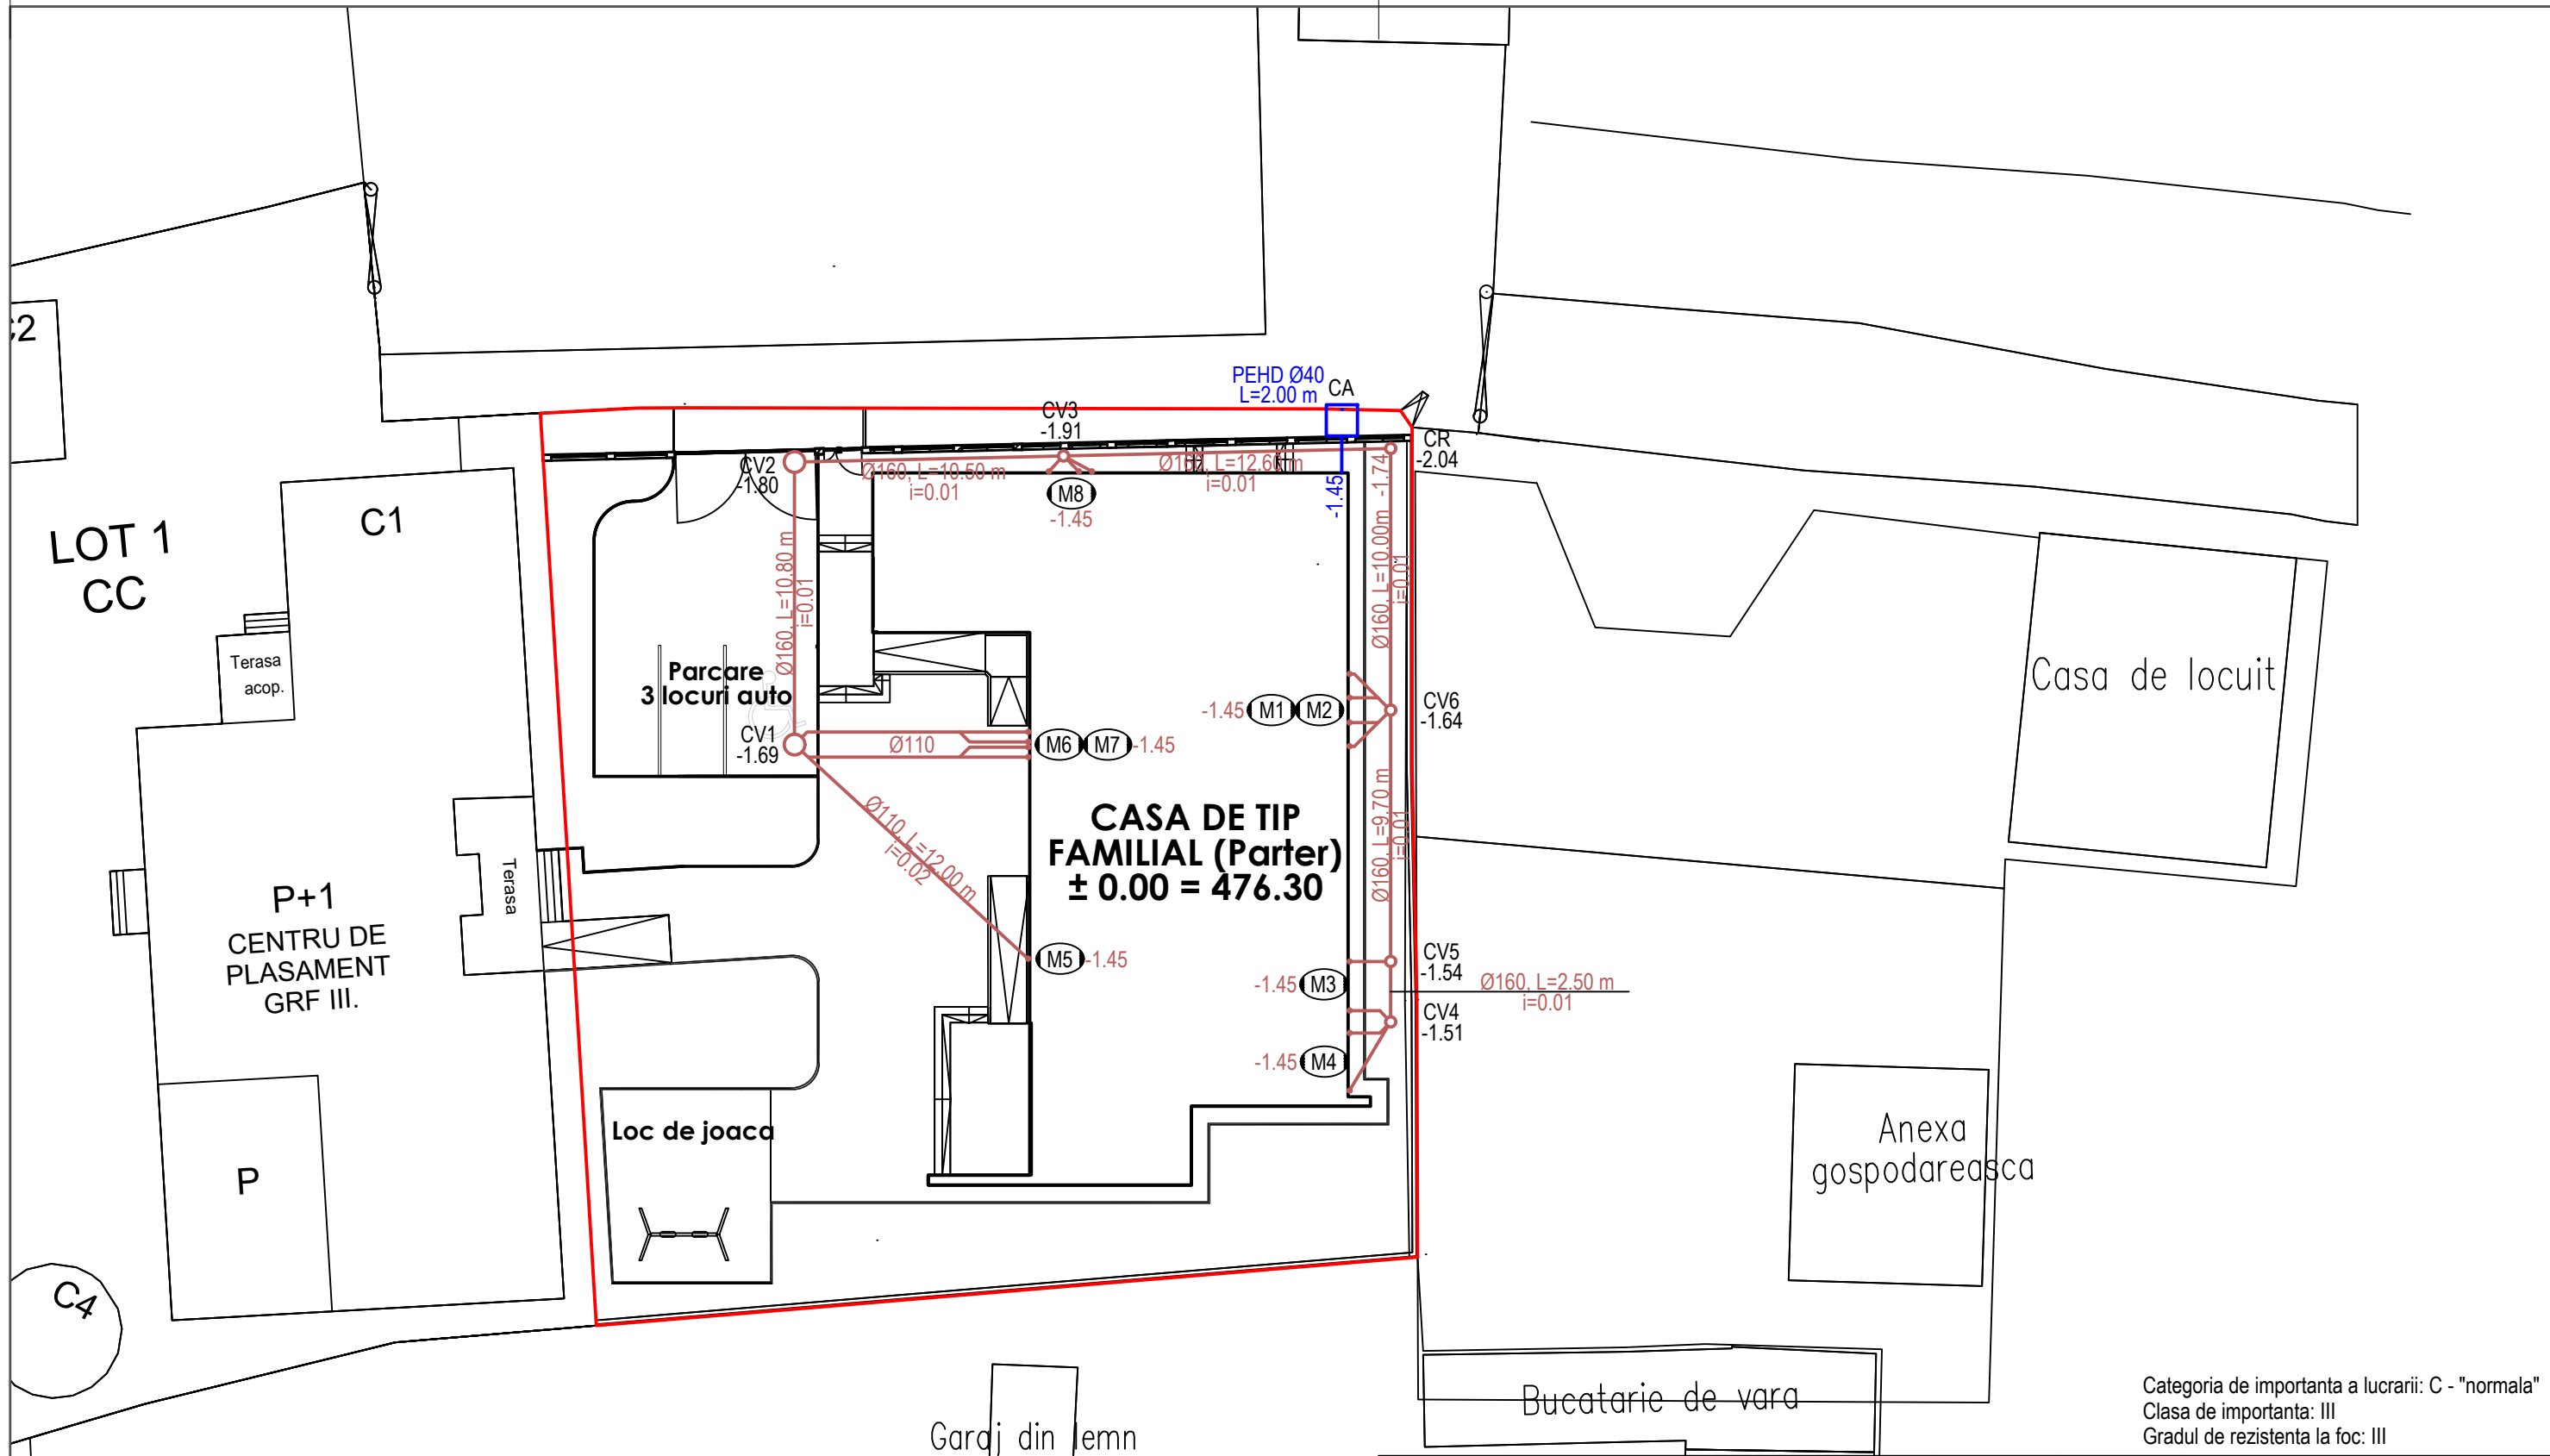 C2
PEHD Ø40
L=2.00 m
CA
CV3
-1.91
CR
-2.04
CV2
-1.80
Ø160, L=10.50 m
i=0.01
Ø160, L=12.60 m
i=0.01
-1.74
-1.45
M8
-1.45
C1
LOT 1
CC
Ø160, L=10.80 m
i=0.01
Ø160, L=10.00m
i=0.01
Terasa
acop.
Parcare
3 locuri auto
Casa de locuit
-1.45
M1
M2
CV6
-1.64
CV1
-1.69
Ø110
M6
M7
-1.45
Ø110, L=12.00 m
i=0.02
CASA DE TIP
FAMILIAL (Parter)
± 0.00 = 476.30
Ø160, L=9.70 m
i=0.01
Terasa
P+1
CENTRU DE
PLASAMENT
GRF III.
M5
-1.45
CV5
-1.54
-1.45
M3
Ø160, L=2.50 m
i=0.01
CV4
-1.51
-1.45
M4
Loc de joaca
Anexa
gospodareasca
P
C4
Bucatarie de vara
Garaj din lemn
Categoria de importanta a lucrarii: C - "normala"
Clasa de importanta: III
Gradul de rezistenta la foc: III